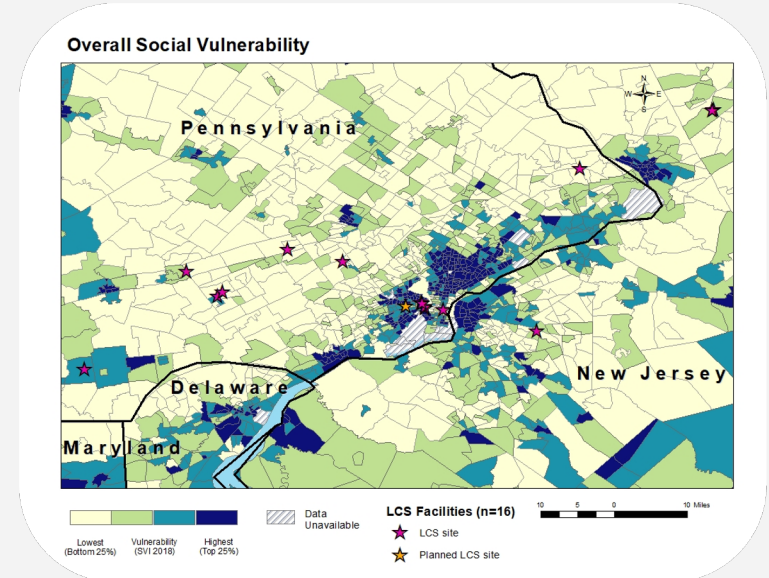 Overall Social Vulnerability
N
W E
S
Pennsylvania
New Jersey
Delaware
Maryland
Lowest
(Bottom 25%)
Vulnerability
(SVI 2018)
Highest
(Top 25%)
Data
Unavailable
LCS Facilities (n=16)
LCS site
Planned LCS site
10 5 0 10 Miles